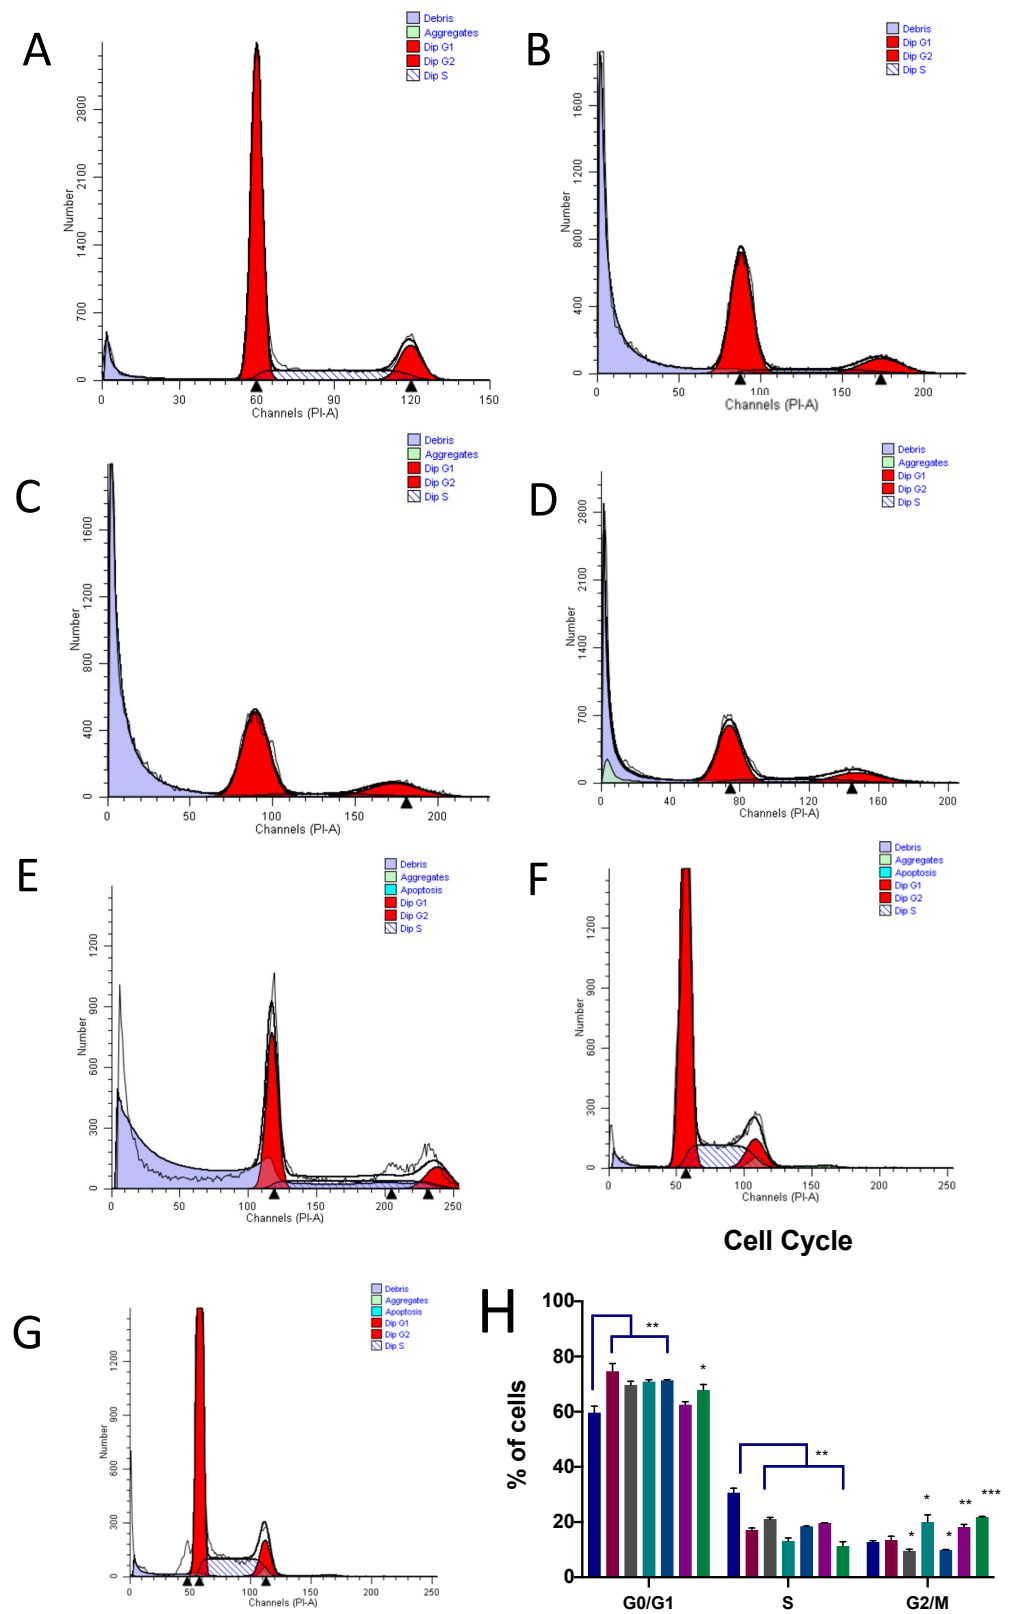 A
Debris
Aggregates
Dip G1
Dip G2
Dip S
Number
2800
2100
1400
700
0
0 30 60 90 120 150
Channels (PI-A)
B
Debris
Dip G1
Dip G2
Dip S
Number
1600
1200
800
400
0
0 50 100 150 200
Channels (PI-A)
C
Debris
Aggregates
Dip G1
Dip G2
Dip S
Number
1600
1200
800
400
0
0 50 100 150 200
Channels (PI-A)
D
Debris
Aggregates
Dip G1
Dip G2
Dip S
Number
2800
2100
1400
700
0
0 40 80 120 160 200
Channels (PI-A)
E
Debris
Aggregates
Apoptosis
Dip G1
Dip G2
Dip S
Number
1200
900
600
300
0
0 50 100 150 200 250
Channels (PI-A)
F
Debris
Aggregates
Apoptosis
Dip G1
Dip G2
Dip S
Number
1200
900
600
300
0
0 50 100 150 200 250
Channels (PI-A)
G
Debris
Aggregates
Apoptosis
Dip G1
Dip G2
Dip S
Number
1200
900
600
300
0
0 50 100 150 200 250
Channels (PI-A)
Cell Cycle
H
% of cells
100
80
60
40
20
0
**
*
**
*
*
*
**
***
G0/G1 S G2/M